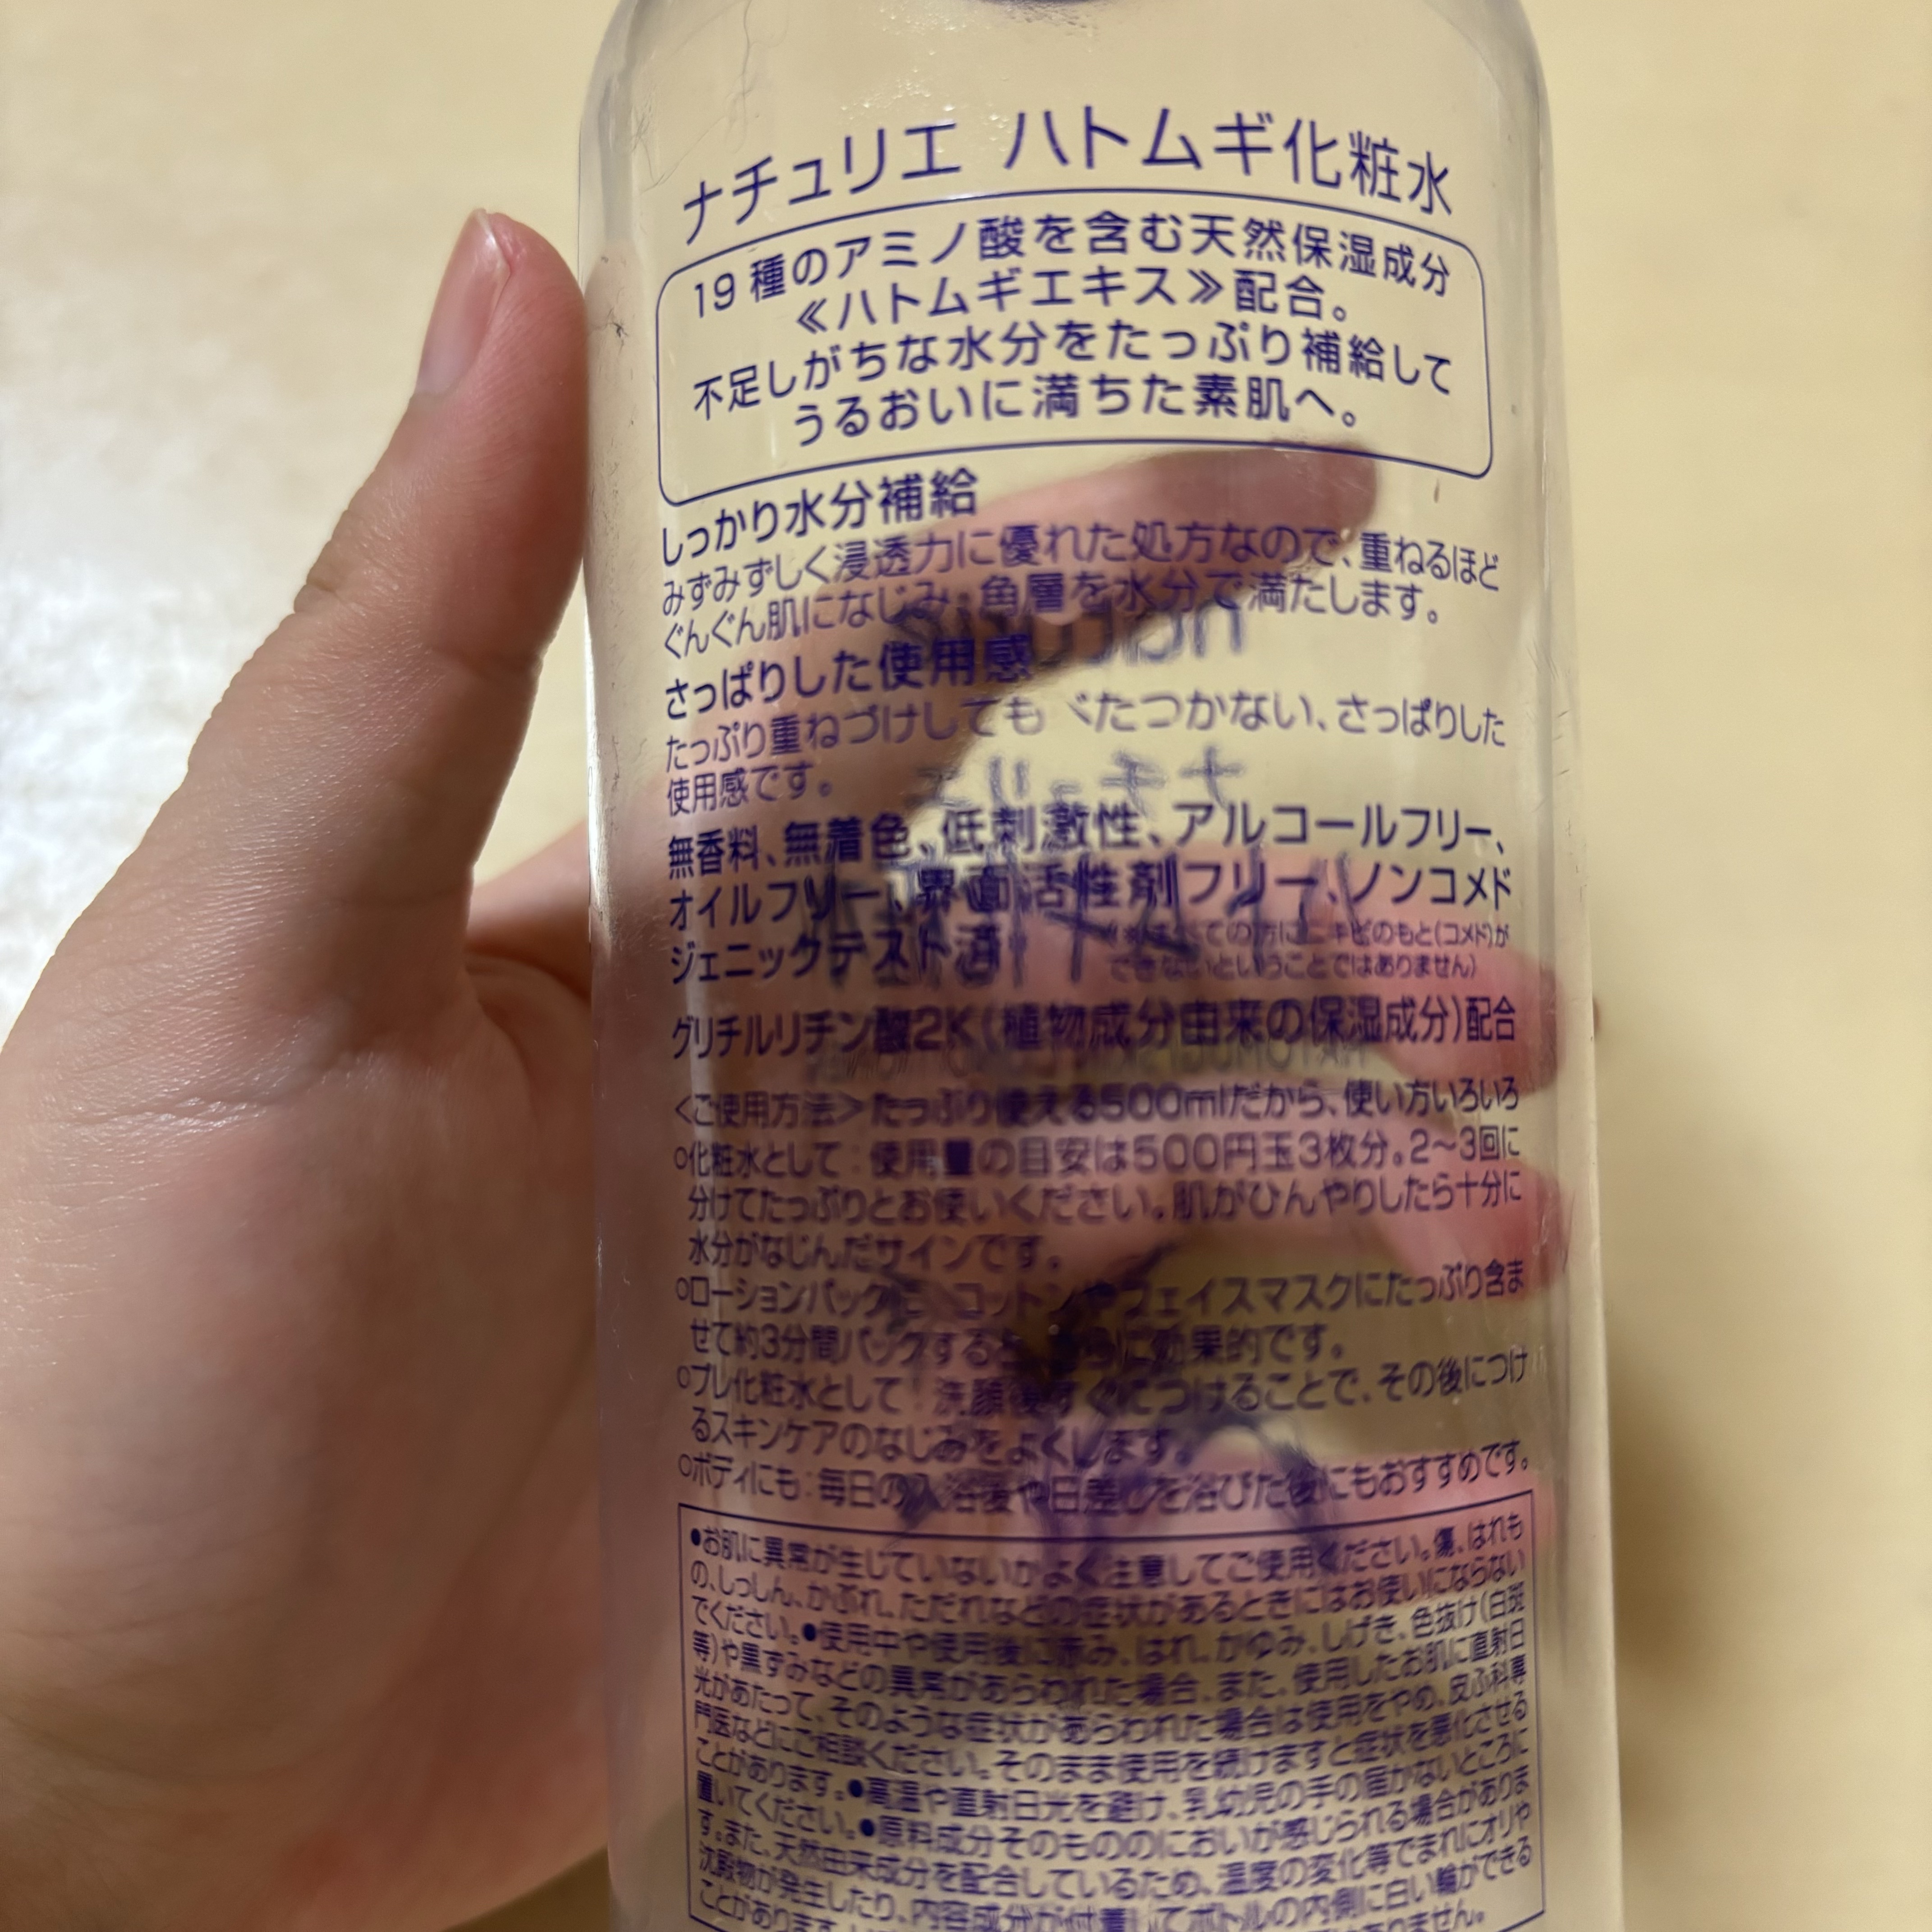 ナチュリエ ハトムギ化粧水
19種のアミノ酸を含む天然保湿成分
≪ハトムギエキス≫配合。
不足しがちな水分をたっぷり補給して
うるおいに満ちた素肌へ。
しっかり水分補給
みずみずしく浸透力に優れた処方なので、重ねるほど
ぐんぐん肌になじみ、角層を水分で満たします。
さっぱりした使用感
たっぷり重ねづけしてもべたつかない、さっぱりした
使用感です。
無香料、無着色、低刺激性、アルコールフリー、
オイルフリー、界面活性剤フリー、ノンコメド
ジェニックテスト済 (※すべての方にニキビのもと(コメド)が
できないということではありません)
グリチルリチン酸2K(植物成分由来の保湿成分)配合
<ご使用方法>たっぷり使える500mlだから、使い方いろいろ
○化粧水として:使用量の目安は500円玉3枚分。2〜3回に
分けてたっぷりとお使いください。肌がひんやりしたら十分に
水分がなじんだサインです。
○ローションパックに:コットンやフェイスマスクにたっぷり含ま
せて約3分間パックすると、さらに効果的です。
○プレ化粧水として:洗顔後すぐにつけることで、その後につけ
るスキンケアのなじみをよくします。
○ボディにも:毎日の入浴後や日差しを浴びた後にもおすすめです。
●お肌に異常が生じていないかよく注意してご使用ください。傷、はれも
の、しっしん、かぶれ、ただれなどの症状があるときにはお使いにならない
でください。●使用中や使用後に赤み、はれ、かゆみ、しげき、色抜け(白斑
等)や黒ずみなどの異常があらわれた場合、また、使用したお肌に直射日
光があたって、そのような症状があらわれた場合は使用をやめ、皮ふ科専
門医などにご相談ください。そのまま使用を続けますと症状を悪化させる
ことがあります。●高温や直射日光を避け、乳幼児の手の届かないところに
置いてください。●原料成分そのもののにおいが感じられる場合がありま
す。また、天然由来成分を配合しているため、温度の変化等でまれにオリや
沈殿物が発生したり、内容成分が付着してボトルの内側に白い輪ができる
ことがあります
ありません。